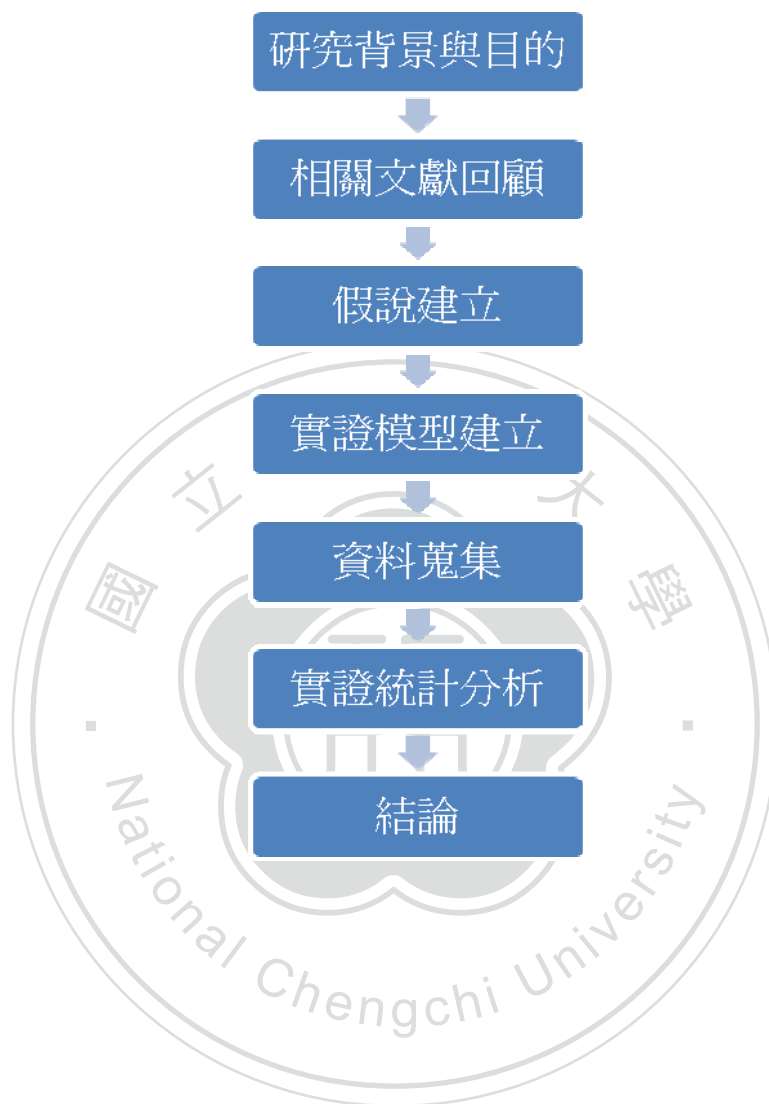 研究背景與目的
相關文獻回顧
假說建立
實證模型建立
資料蒐集
實證統計分析
結論
國立 大學
National Chengchi University